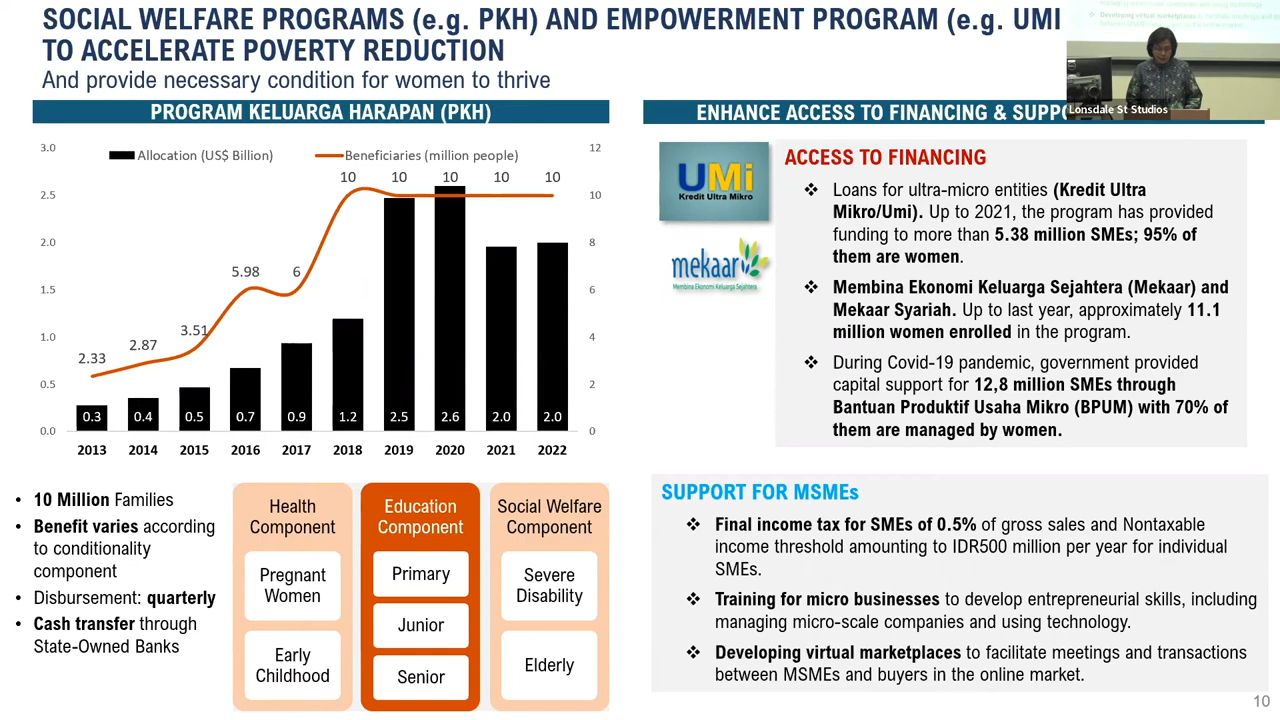 SOCIAL WELFARE PROGRAMS (e.g. PKH) AND EMPOWERMENT PROGRAM (e.g. UMI
TO ACCELERATE POVERTY REDUCTION
And provide necessary condition for women to thrive
Lonsdale St Studios
PROGRAM KELUARGA HARAPAN (PKH)
Allocation (US$ Billion)
Beneficiaries (million people)
3.0
2.5
2.0
1.5
1.0
0.5
0.0
12
10
8
6
4
2
0
2.33
2.87
3.51
5.98
6
10
10
10
10
10
0.3
0.4
0.5
0.7
0.9
1.2
2.5
2.6
2.0
2.0
2013
2014
2015
2016
2017
2018
2019
2020
2021
2022
• 10 Million Families
• Benefit varies according
to conditionality
component
• Disbursement: quarterly
• Cash transfer through
State-Owned Banks
Health
Component
Pregnant
Women
Early
Childhood
Education
Component
Primary
Junior
Senior
Social Welfare
Component
Severe
Disability
Elderly
ENHANCE ACCESS TO FINANCING & SUPPO
UMi
Kredit Ultra Mikro
mekaar
Membina Ekonomi Keluarga Sejahtera
ACCESS TO FINANCING
❖ Loans for ultra-micro entities (Kredit Ultra
Mikro/Umi). Up to 2021, the program has provided
funding to more than 5.38 million SMEs; 95% of
them are women.
❖ Membina Ekonomi Keluarga Sejahtera (Mekaar) and
Mekaar Syariah. Up to last year, approximately 11.1
million women enrolled in the program.
❖ During Covid-19 pandemic, government provided
capital support for 12,8 million SMEs through
Bantuan Produktif Usaha Mikro (BPUM) with 70% of
them are managed by women.
SUPPORT FOR MSMEs
❖ Final income tax for SMEs of 0.5% of gross sales and Nontaxable
income threshold amounting to IDR500 million per year for individual
SMEs.
❖ Training for micro businesses to develop entrepreneurial skills, including
managing micro-scale companies and using technology.
❖ Developing virtual marketplaces to facilitate meetings and transactions
between MSMEs and buyers in the online market.
10